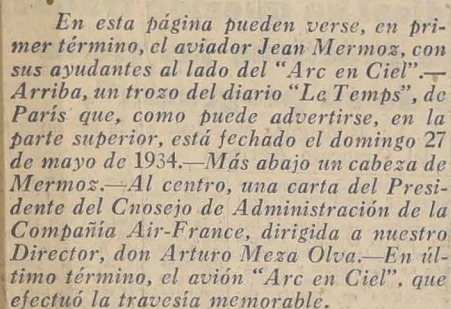 En esta página pueden verse, en pri-
mer término, el aviador Jean Mermoz, con
sus ayudantes al lado del "Arc en Ciel".—
Arriba, un trozo del diario "Le Temps", de
París que, como puede advertirse, en la
parte superior, está fechado el domingo 27
de mayo de 1934.—Más abajo un cabeza de
Mermoz.—Al centro, una carta del Presi-
dente del Cnosejo de Administración de la
Compañía Air-France, dirigida a nuestro
Director, don Arturo Meza Olva.—En úl-
timo término, el avión "Arc en Ciel", que
efectuó la travesía memorable.